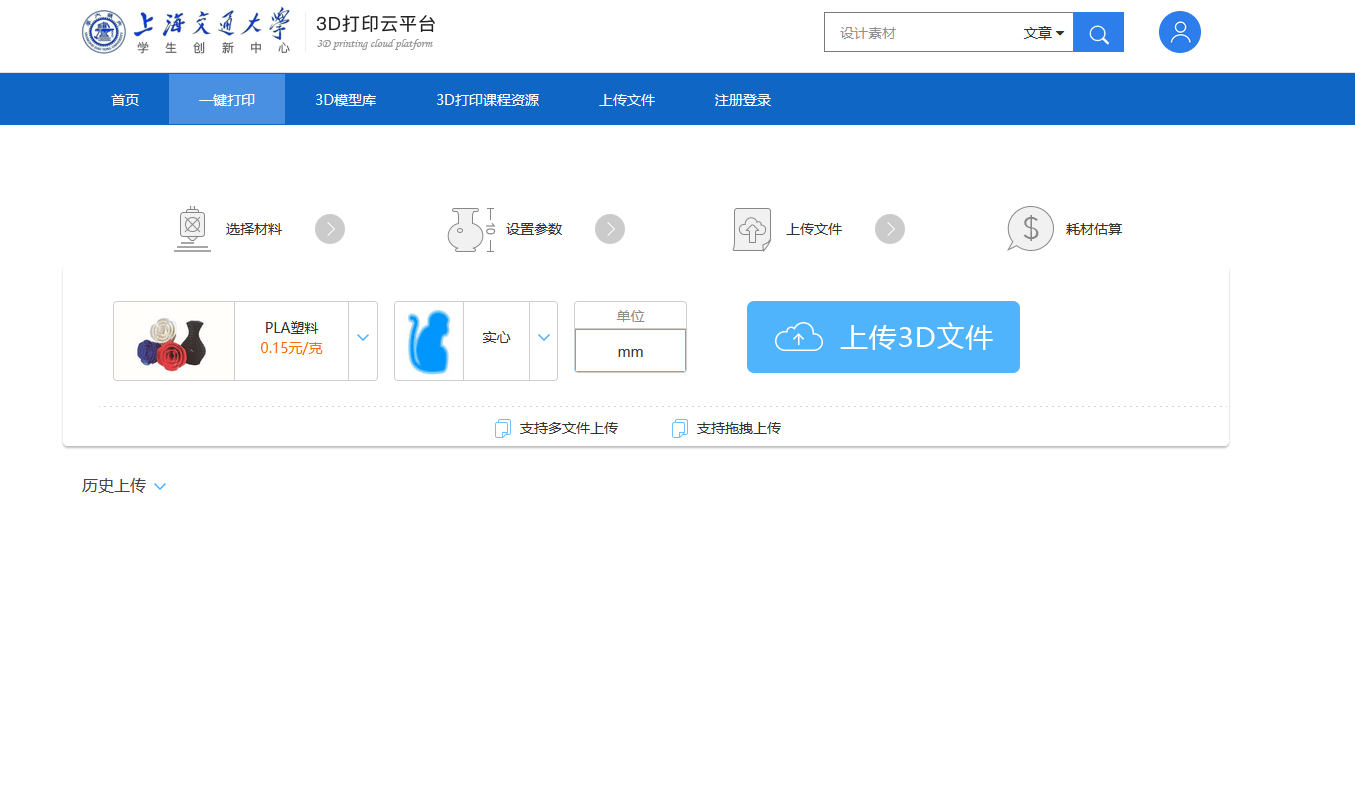 上海交通大学
学生创新中心
3D打印云平台
3D printing cloud platform
设计素材
文章
首页
一键打印
3D模型库
3D打印课程资源
上传文件
注册登录
选择材料
10
设置参数
上传文件
$
耗材估算
PLA塑料
0.15元/克
实心
单位
mm
上传3D文件
支持多文件上传
支持拖拽上传
历史上传